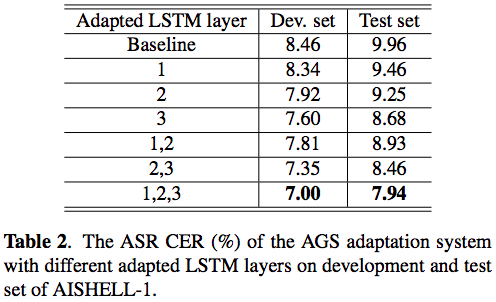 Adapted LSTM layer Dev. set Test set
Baseline 8.46 9.96
1 8.34 9.46
2 7.92 9.25
3 7.60 8.68
1,2 7.81 8.93
2,3 7.35 8.46
1,2,3 7.00 7.94
Table 2. The ASR CER (%) of the AGS adaptation system
with different adapted LSTM layers on development and test
set of AISHELL-1.